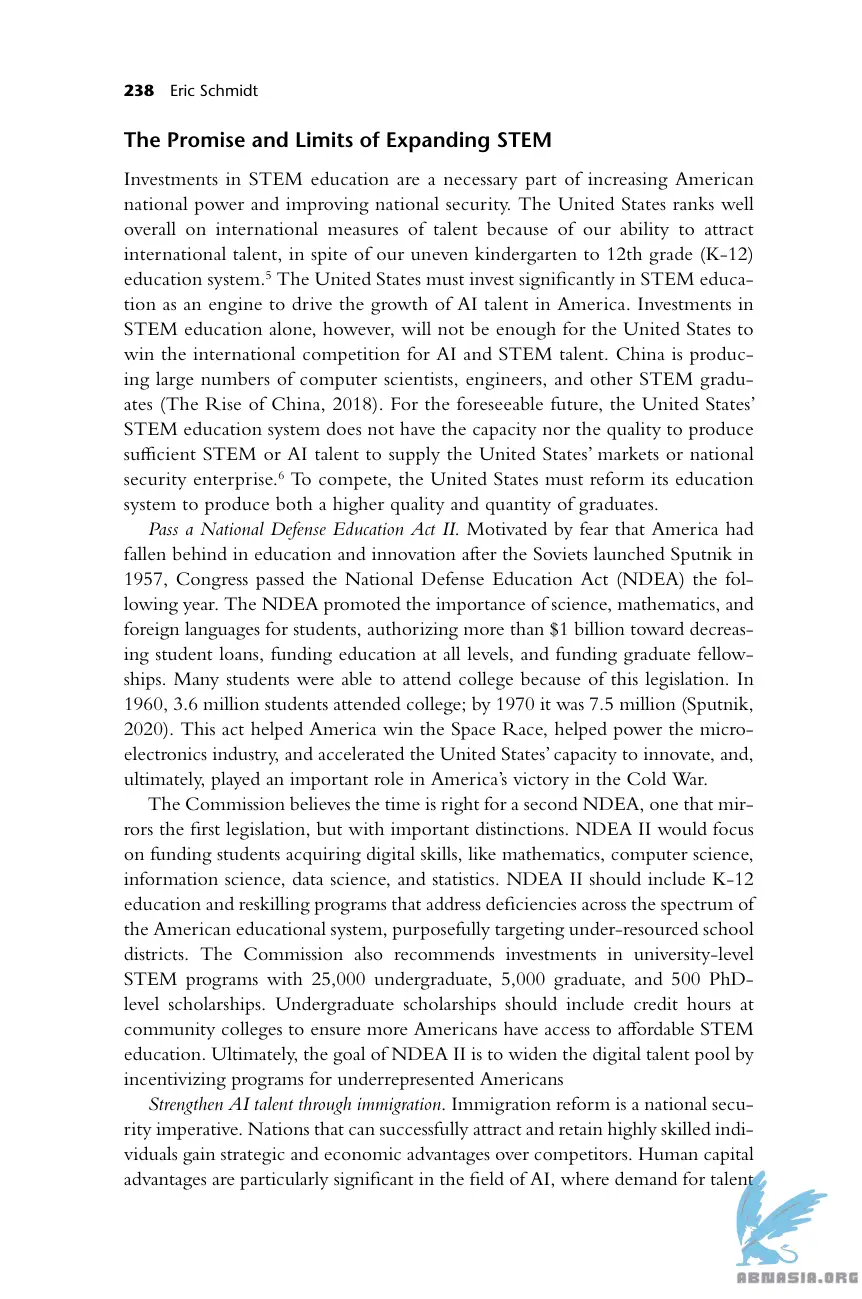 238 Eric Schmidt
The Promise and Limits of Expanding STEM
Investments in STEM education are a necessary part of increasing American
national power and improving national security. The United States ranks well
overall on international measures of talent because of our ability to attract
international talent, in spite of our uneven kindergarten to 12th grade (K-12)
education system.5 The United States must invest significantly in STEM educa-
tion as an engine to drive the growth of AI talent in America. Investments in
STEM education alone, however, will not be enough for the United States to
win the international competition for AI and STEM talent. China is produc-
ing large numbers of computer scientists, engineers, and other STEM gradu-
ates (The Rise of China, 2018). For the foreseeable future, the United States’
STEM education system does not have the capacity nor the quality to produce
sufficient STEM or AI talent to supply the United States’ markets or national
security enterprise.6 To compete, the United States must reform its education
system to produce both a higher quality and quantity of graduates.
Pass a National Defense Education Act II. Motivated by fear that America had
fallen behind in education and innovation after the Soviets launched Sputnik in
1957, Congress passed the National Defense Education Act (NDEA) the fol-
lowing year. The NDEA promoted the importance of science, mathematics, and
foreign languages for students, authorizing more than $1 billion toward decreas-
ing student loans, funding education at all levels, and funding graduate fellow-
ships. Many students were able to attend college because of this legislation. In
1960, 3.6 million students attended college; by 1970 it was 7.5 million (Sputnik,
2020). This act helped America win the Space Race, helped power the micro-
electronics industry, and accelerated the United States’ capacity to innovate, and,
ultimately, played an important role in America’s victory in the Cold War.
The Commission believes the time is right for a second NDEA, one that mir-
rors the first legislation, but with important distinctions. NDEA II would focus
on funding students acquiring digital skills, like mathematics, computer science,
information science, data science, and statistics. NDEA II should include K-12
education and reskilling programs that address deficiencies across the spectrum of
the American educational system, purposefully targeting under-resourced school
districts. The Commission also recommends investments in university-level
STEM programs with 25,000 undergraduate, 5,000 graduate, and 500 PhD-
level scholarships. Undergraduate scholarships should include credit hours at
community colleges to ensure more Americans have access to affordable STEM
education. Ultimately, the goal of NDEA II is to widen the digital talent pool by
incentivizing programs for underrepresented Americans
Strengthen AI talent through immigration. Immigration reform is a national secu-
rity imperative. Nations that can successfully attract and retain highly skilled indi-
viduals gain strategic and economic advantages over competitors. Human capital
advantages are particularly significant in the field of AI, where demand for talent
ABNASIA.ORG